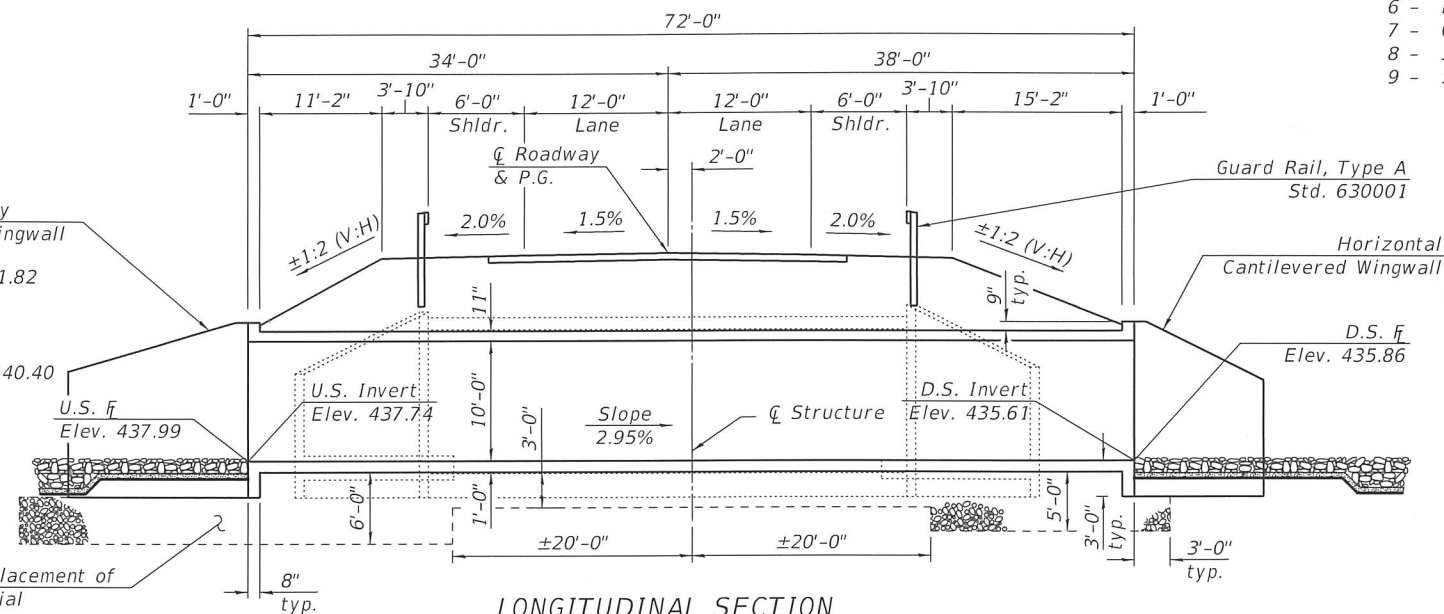 6 -
7 -
8 -
9 -
72'-0"
34'-0"
38'-0"
1'-0"
11'-2"
3'-10"
6'-0"
12'-0"
12'-0"
6'-0"
3'-10"
15'-2"
1'-0"
Shldr.
Lane
Lane
Shldr.
℄ Roadway
& P.G.
2'-0"
Guard Rail, Type A
Std. 630001
y
ingwall
1.82
±1:2 (V:H)
2.0%
1.5%
1.5%
2.0%
±1:2 (V:H)
Horizontal
Cantilevered Wingwall
11"
9"
typ.
40.40
D.S. F̵L
Elev. 435.86
U.S. F̵L
Elev. 437.99
U.S. Invert
Elev. 437.74
10'-0"
3'-0"
Slope
2.95%
℄ Structure
D.S. Invert
Elev. 435.61
6'-0"
1'-0"
5'-0"
3'-0"
typ.
±20'-0"
±20'-0"
3'-0"
typ.
lacement of
ial
8"
typ.
LONGITUDINAL SECTION